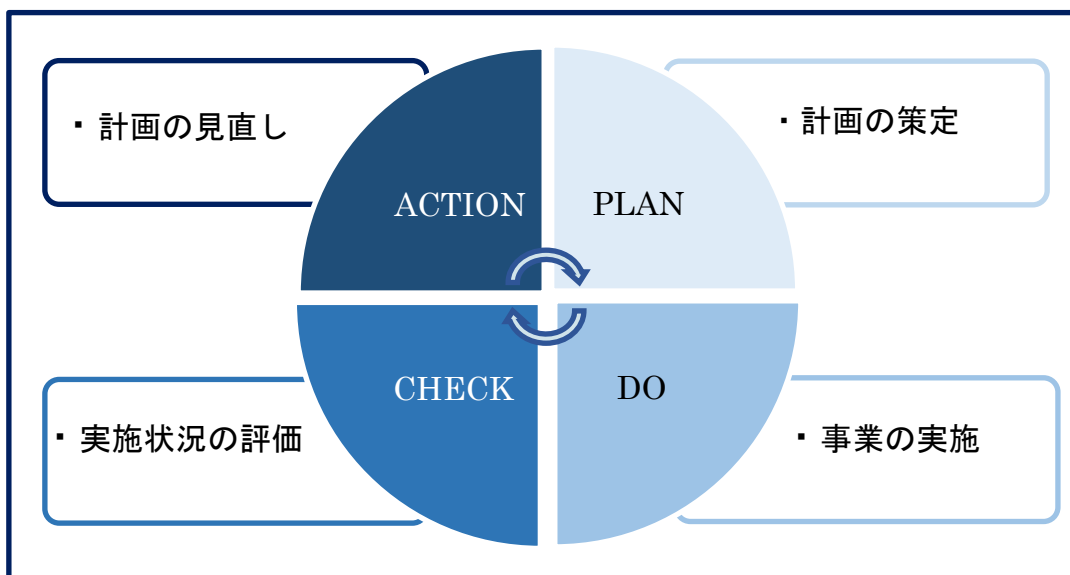 ・計画の見直し
・計画の策定
ACTION
PLAN
CHECK
DO
・実施状況の評価
・事業の実施